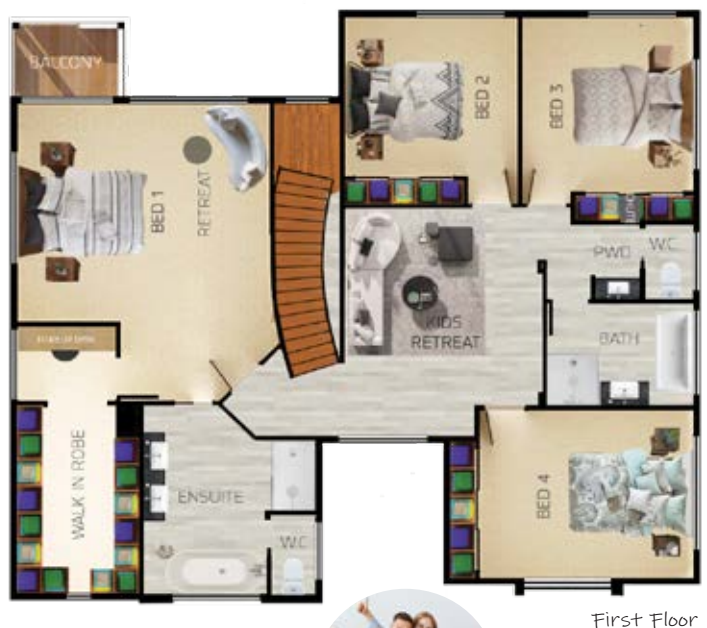 BALCONY
BED 2
BED 3
BED 1
RETREAT
PWD
W.C
KIDS
RETREAT
BATH
WALK IN ROBE
ENSUITE
W.C
BED 4
First Floor